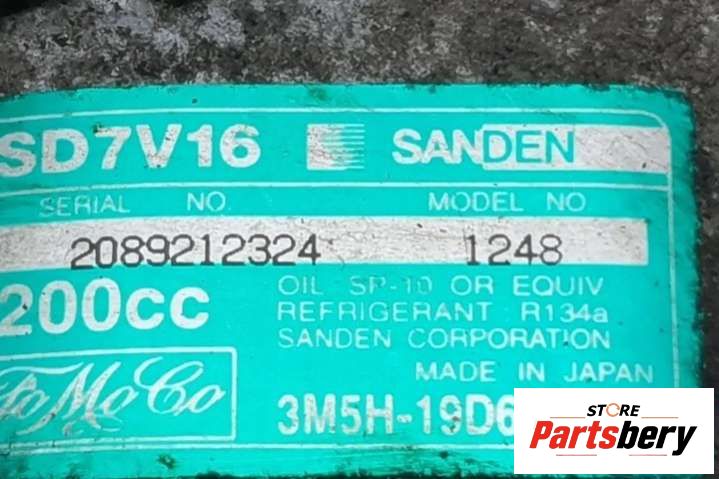 SD7V16 SANDEN
SERIAL NO. MODEL NO
2089212324 1248
200cc OIL SP-10 OR EQUIV
REFRIGERANT R134a
SANDEN CORPORATION
MADE IN JAPAN
FoMoCo 3M5H-19D6
STORE
Partsbery